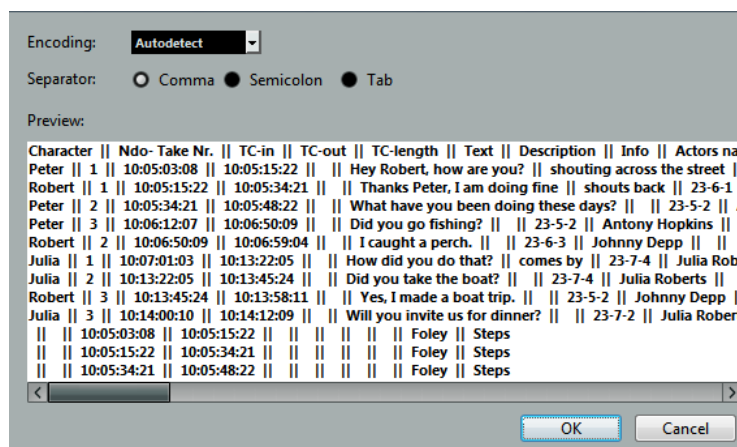 Encoding: Autodetect
Separator: Comma Semicolon Tab
Preview:
Character || Ndo- Take Nr. || TC-in || TC-out || TC-length || Text || Description || Info || Actors na
Peter || 1 || 10:05:03:08 || 10:05:15:22 || || Hey Robert, how are you? || shouting across the street ||
Robert || 1 || 10:05:15:22 || 10:05:34:21 || || Thanks Peter, I am doing fine || shouts back || 23-6-1
Peter || 2 || 10:05:34:21 || 10:05:48:22 || || What have you been doing these days? || || 23-5-2 ||
Peter || 3 || 10:06:12:07 || 10:06:50:09 || || Did you go fishing? || || 23-5-2 || Antony Hopkins ||
Robert || 2 || 10:06:50:09 || 10:06:59:04 || || I caught a perch. || || 23-6-3 || Johnny Depp || ||
Julia || 1 || 10:07:01:03 || 10:13:22:05 || || How did you do that? || comes by || 23-7-4 || Julia Rob
Julia || 2 || 10:13:22:05 || 10:13:45:24 || || Did you take the boat? || || 23-7-4 || Julia Roberts ||
Robert || 3 || 10:13:45:24 || 10:13:58:11 || || Yes, I made a boat trip. || || 23-5-2 || Johnny Depp ||
Julia || 3 || 10:14:00:10 || 10:14:12:09 || || Will you invite us for dinner? || || 23-7-2 || Julia Rober
|| || 10:05:03:08 || 10:05:15:22 || || || || || || Foley || Steps
|| || 10:05:15:22 || 10:05:34:21 || || || || || || Foley || Steps
|| || 10:05:34:21 || 10:05:48:22 || || || || || || Foley || Steps
OK Cancel